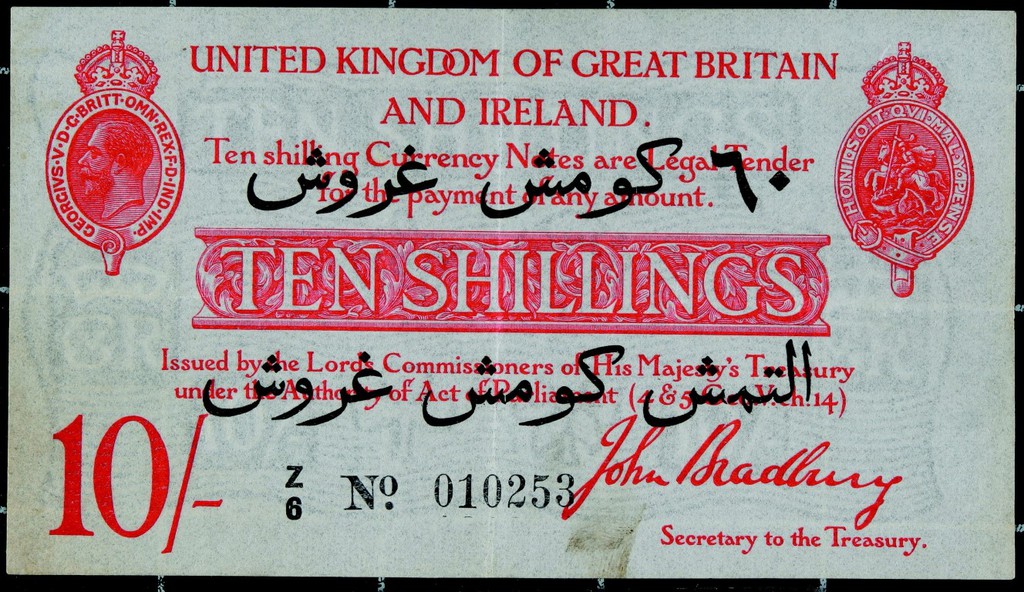 UNITED KINGDOM OF GREAT BRITAIN
AND IRELAND.
GEORGIVS·V·D·G·BRITT·OMN·REX·F·D·IND·IMP·
HONI·SOIT·QVI·MAL·Y·PENSE
Ten shilling Currency Notes are Legal Tender
٦٠ كومش غروش
for the payment of any amount.
TEN SHILLINGS
Issued by the Lords Commissioners of His Majesty's Treasury
التمش كومش غروش
under the Authority of Act of Parliament (4 & 5 Geo.V.ch.14)
10/-
Z
6
No. 010253
John Bradbury
Secretary to the Treasury.